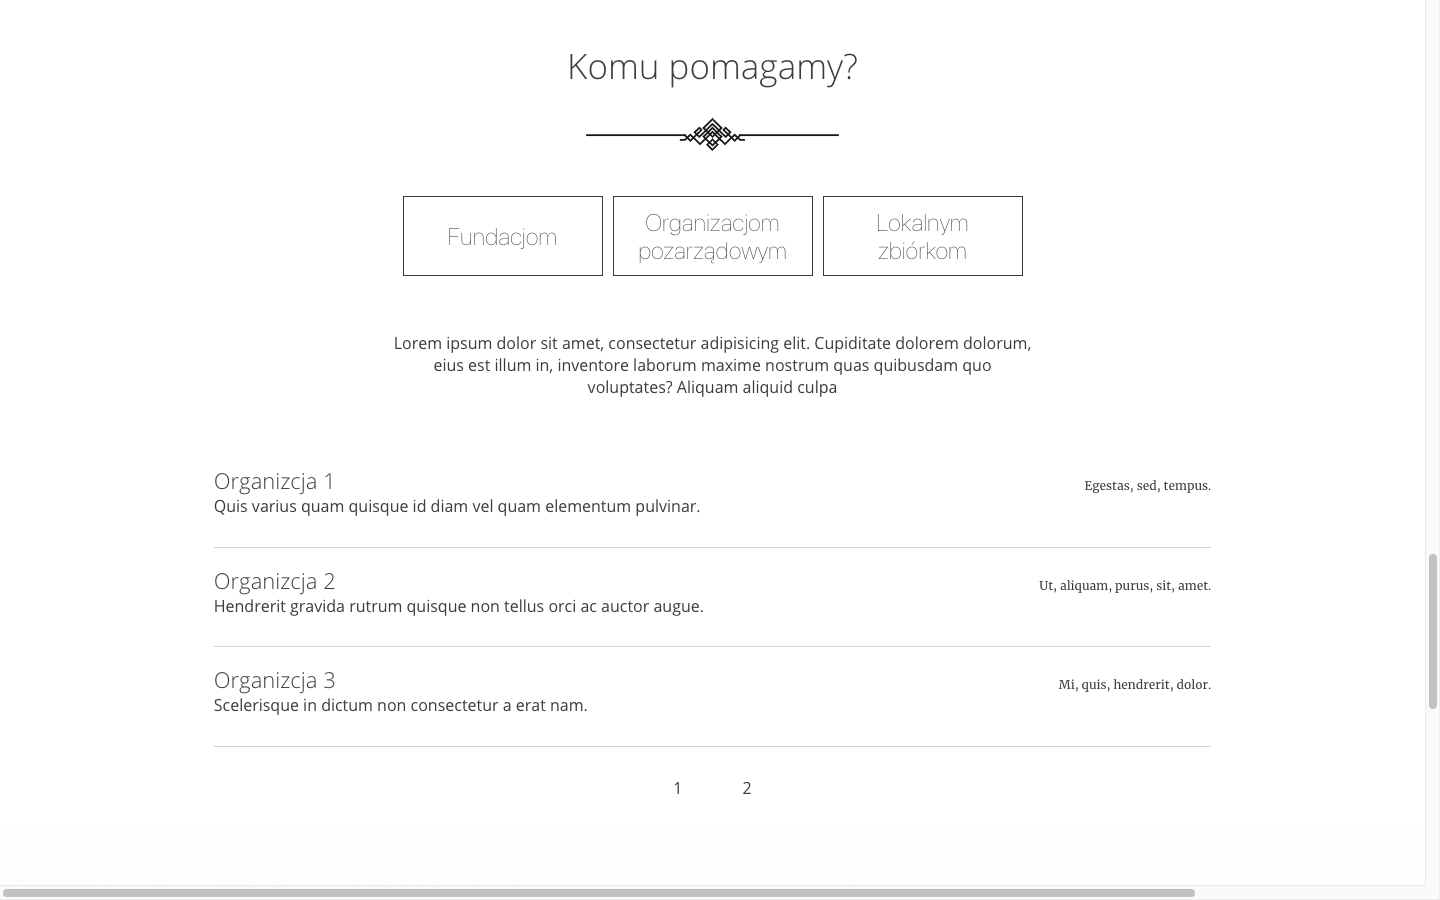 Komu pomagamy?
Fundacjom
Organizacjom
pozarządowym
Lokalnym
zbiórkom
Lorem ipsum dolor sit amet, consectetur adipisicing elit. Cupiditate dolorem dolorum,
eius est illum in, inventore laborum maxime nostrum quas quibusdam quo
voluptates? Aliquam aliquid culpa
Organizcja 1
Egestas, sed, tempus.
Quis varius quam quisque id diam vel quam elementum pulvinar.
Organizcja 2
Ut, aliquam, purus, sit, amet.
Hendrerit gravida rutrum quisque non tellus orci ac auctor augue.
Organizcja 3
Mi, quis, hendrerit, dolor.
Scelerisque in dictum non consectetur a erat nam.
1 2